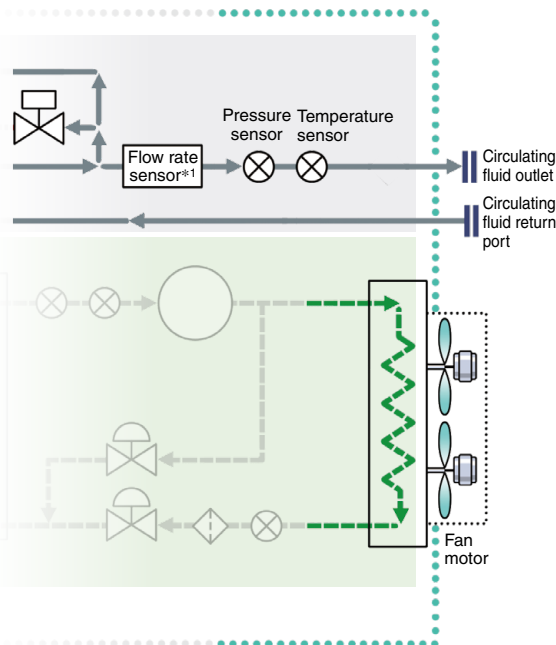 Pressure
sensor
Temperature
sensor
Flow rate
sensor*1
Circulating
fluid outlet
Circulating
fluid return
port
Fan
motor